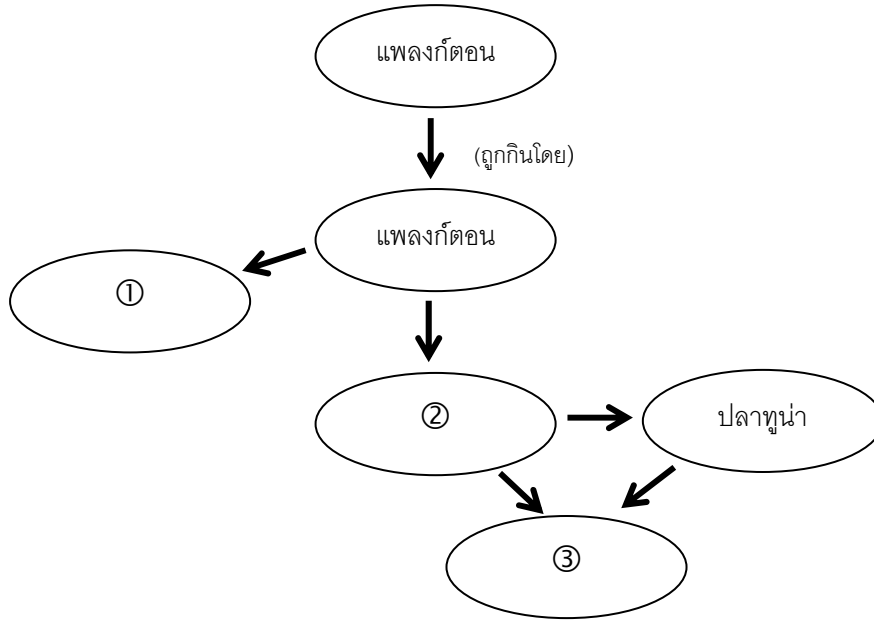 แพลงก์ตอน
(ถูกกินโดย)
แพลงก์ตอน
①
②
ปลาทูน่า
③